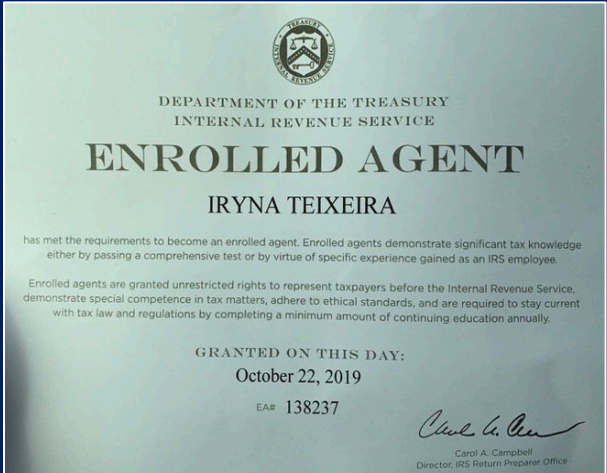 DEPARTMENT OF THE TREASURY
INTERNAL REVENUE SERVICE
ENROLLED AGENT
IRYNA TEIXEIRA
has met the requirements to become an enrolled agent. Enrolled agents demonstrate significant tax knowledge
either by passing a comprehensive test or by virtue of specific experience gained as an IRS employee.
Enrolled agents are granted unrestricted rights to represent taxpayers before the Internal Revenue Service,
demonstrate special competence in tax matters, adhere to ethical standards, and are required to stay current
with tax law and regulations by completing a minimum amount of continuing education annually.
GRANTED ON THIS DAY:
October 22, 2019
EA# 138237
Carol A. Campbell
Director, IRS Return Preparer Office